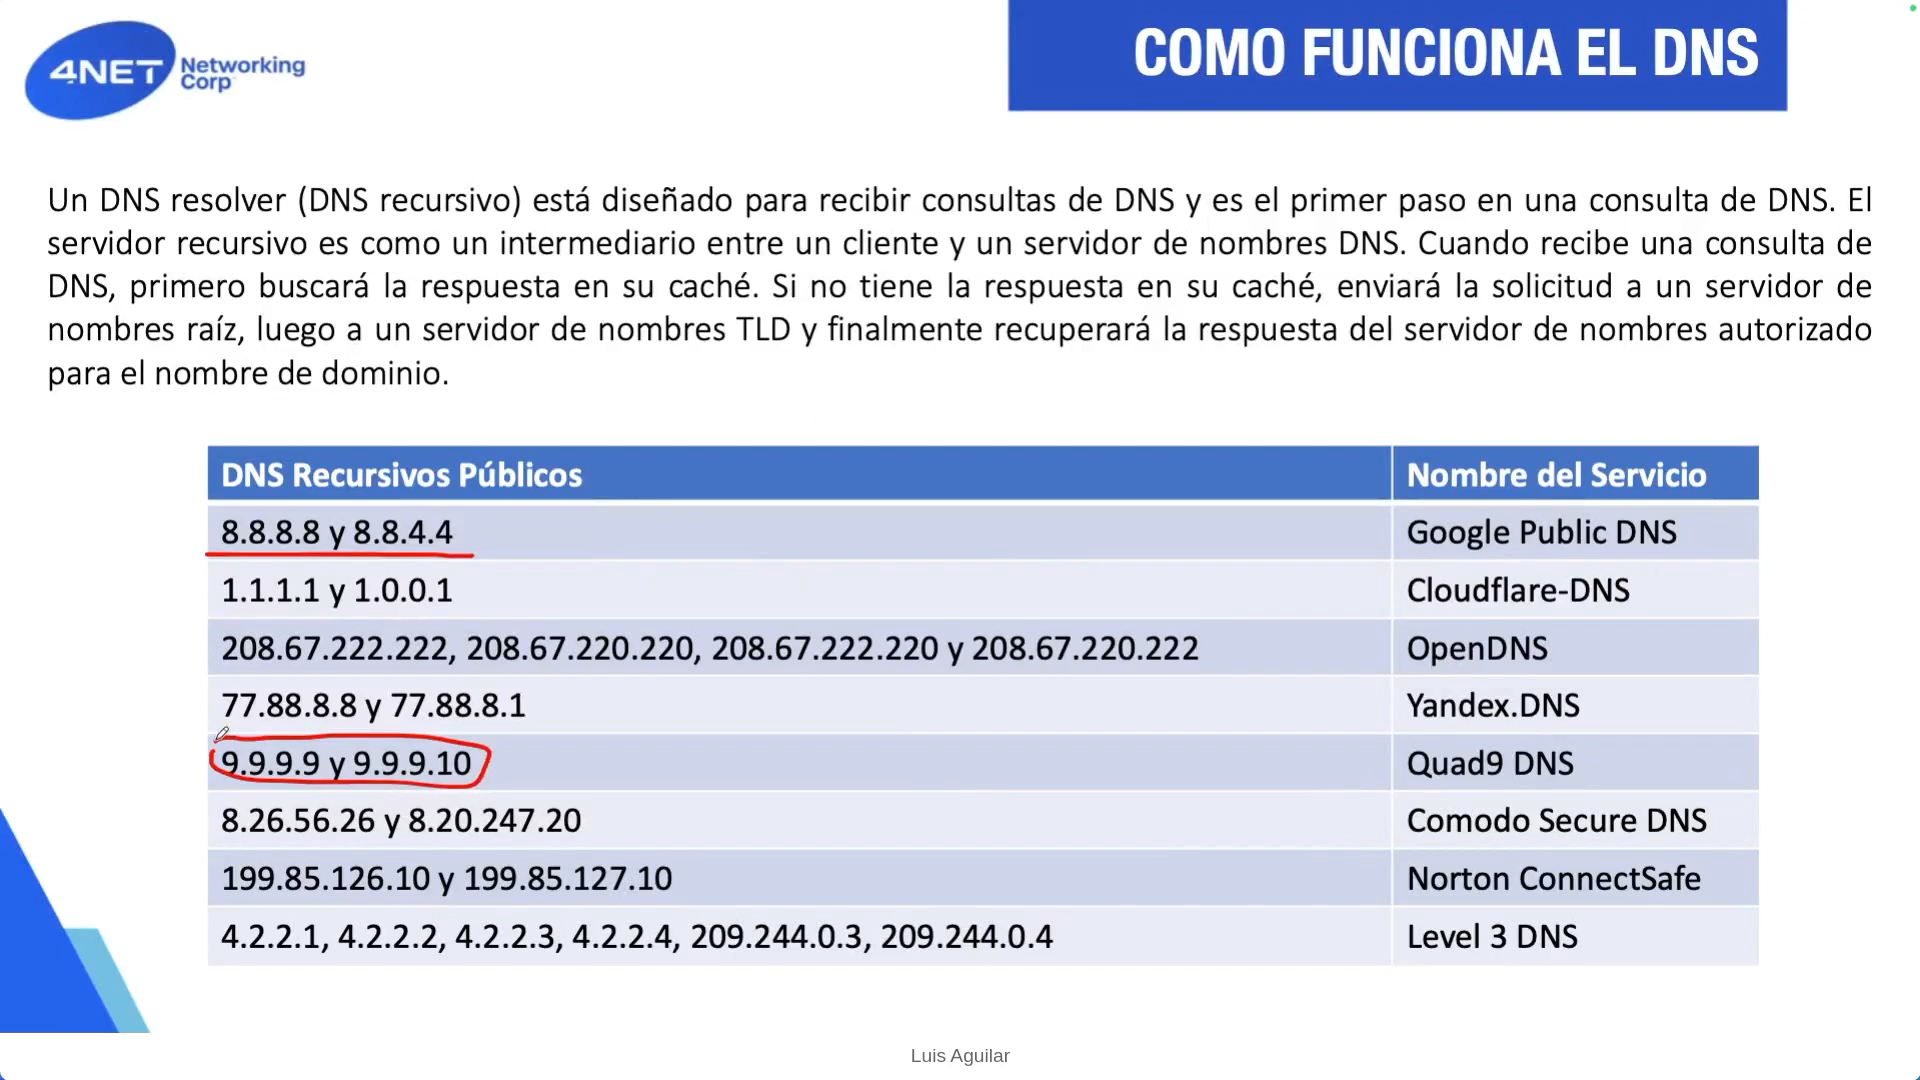 4NET Networking
Corp
COMO FUNCIONA EL DNS
Un DNS resolver (DNS recursivo) está diseñado para recibir consultas de DNS y es el primer paso en una consulta de DNS. El
servidor recursivo es como un intermediario entre un cliente y un servidor de nombres DNS. Cuando recibe una consulta de
DNS, primero buscará la respuesta en su caché. Si no tiene la respuesta en su caché, enviará la solicitud a un servidor de
nombres raíz, luego a un servidor de nombres TLD y finalmente recuperará la respuesta del servidor de nombres autorizado
para el nombre de dominio.
DNS Recursivos Públicos Nombre del Servicio
8.8.8.8 y 8.8.4.4 Google Public DNS
1.1.1.1 y 1.0.0.1 Cloudflare-DNS
208.67.222.222, 208.67.220.220, 208.67.222.220 y 208.67.220.222 OpenDNS
77.88.8.8 y 77.88.8.1 Yandex.DNS
9.9.9.9 y 9.9.9.10 Quad9 DNS
8.26.56.26 y 8.20.247.20 Comodo Secure DNS
199.85.126.10 y 199.85.127.10 Norton ConnectSafe
4.2.2.1, 4.2.2.2, 4.2.2.3, 4.2.2.4, 209.244.0.3, 209.244.0.4 Level 3 DNS
Luis Aguilar